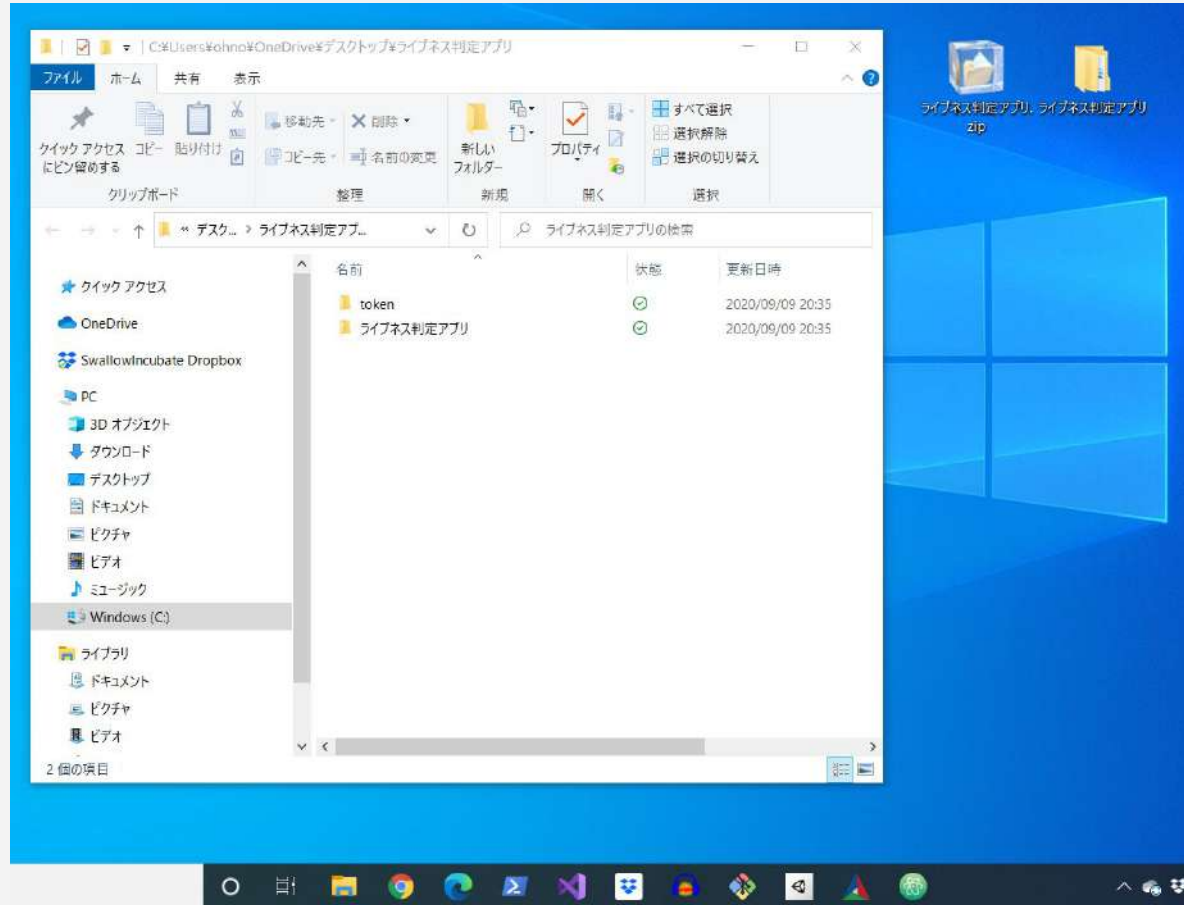 C:¥Users¥ohno¥OneDrive¥デスクトップ¥ライブネス判定アプリ
ファイル ホーム 共有 表示
クイック アクセス
にピン留めする
コピー
貼り付け
移動先
コピー先
削除
名前の変更
新しい
フォルダー
プロパティ
すべて選択
選択解除
選択の切り替え
クリップボード 整理 新規 開く 選択
« デスク... › ライブネス判定アプ...
ライブネス判定アプリの検索
名前 状態 更新日時
token 2020/09/09 20:35
ライブネス判定アプリ 2020/09/09 20:35
クイック アクセス
OneDrive
SwallowIncubate Dropbox
PC
3D オブジェクト
ダウンロード
デスクトップ
ドキュメント
ピクチャ
ビデオ
ミュージック
Windows (C:)
ライブラリ
ドキュメント
ピクチャ
ビデオ
2 個の項目
ライブネス判定アプリ.
zip
ライブネス判定アプリ